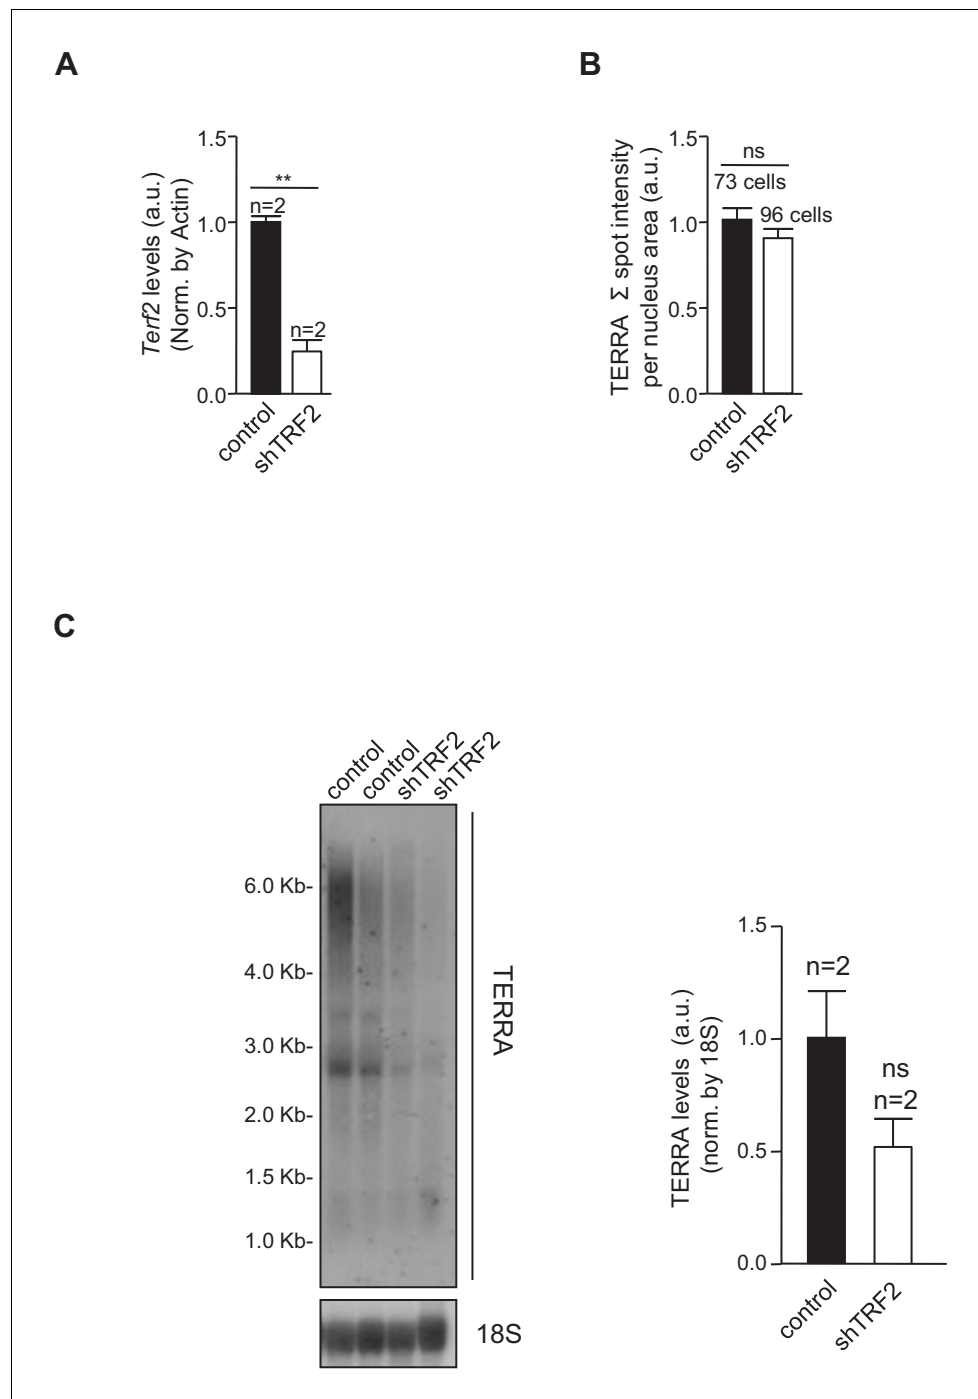 A
Terf2 levels (a.u.)
(Norm. by Actin)
1.5
1.0
0.5
0.0
**
n=2
n=2
control
shTRF2
B
TERRA Σ spot intensity
per nucleus area (a.u.)
1.5
1.0
0.5
0.0
ns
73 cells
96 cells
control
shTRF2
C
control
control
shTRF2
shTRF2
6.0 Kb-
4.0 Kb-
3.0 Kb-
2.0 Kb-
1.5 Kb-
1.0 Kb-
TERRA
18S
TERRA levels (a.u.)
(norm. by 18S)
1.5
1.0
0.5
0.0
n=2
ns
n=2
control
shTRF2